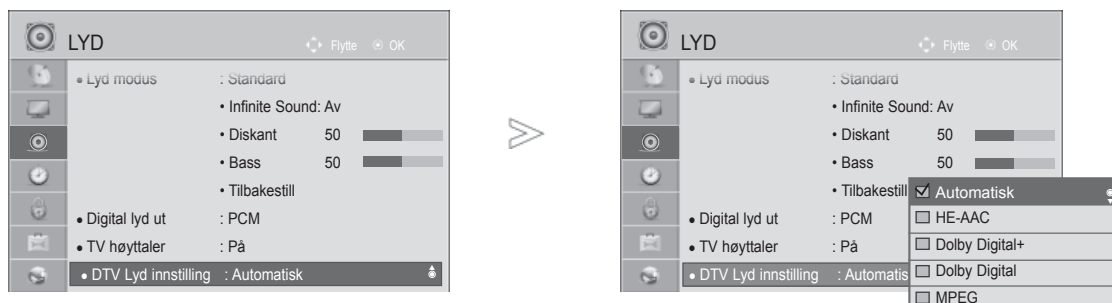 LYD
Flytte OK
• Lyd modus : Standard
• Infinite Sound: Av
• Diskant 50
• Bass 50
• Tilbakestill
• Digital lyd ut : PCM
• TV høyttaler : På
• DTV Lyd innstilling : Automatisk
LYD
Flytte OK
• Lyd modus : Standard
• Infinite Sound: Av
• Diskant 50
• Bass 50
• Tilbakestill
• Digital lyd ut : PCM
• TV høyttaler : På
• DTV Lyd innstilling : Automatis
Automatisk
HE-AAC
Dolby Digital+
Dolby Digital
MPEG